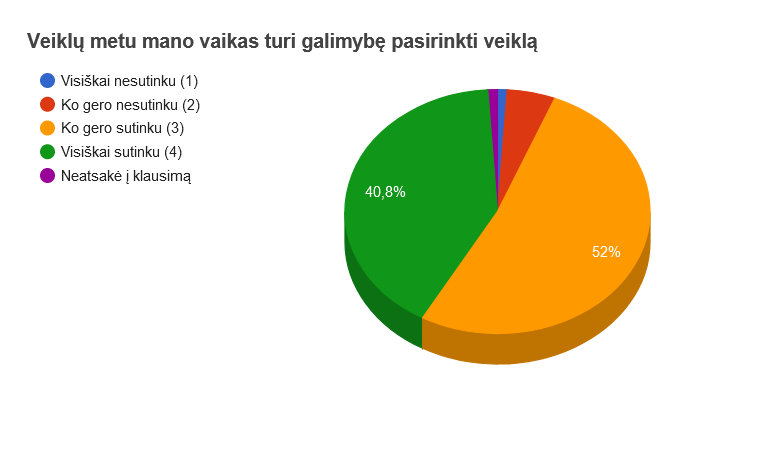 Veiklų metu mano vaikas turi galimybę pasirinkti veiklą
Visiškai nesutinku (1)
Ko gero nesutinku (2)
Ko gero sutinku (3)
Visiškai sutinku (4)
Neatsakė į klausimą
40,8%
52%